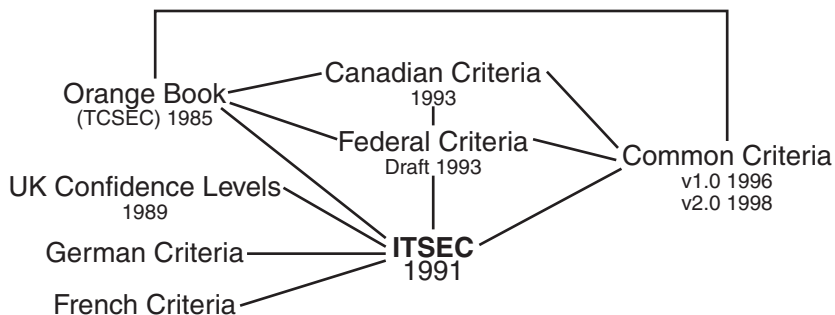 Orange Book
(TCSEC) 1985
Canadian Criteria
1993
Federal Criteria
Draft 1993
Common Criteria
v1.0 1996
v2.0 1998
UK Confidence Levels
1989
German Criteria
French Criteria
ITSEC
1991